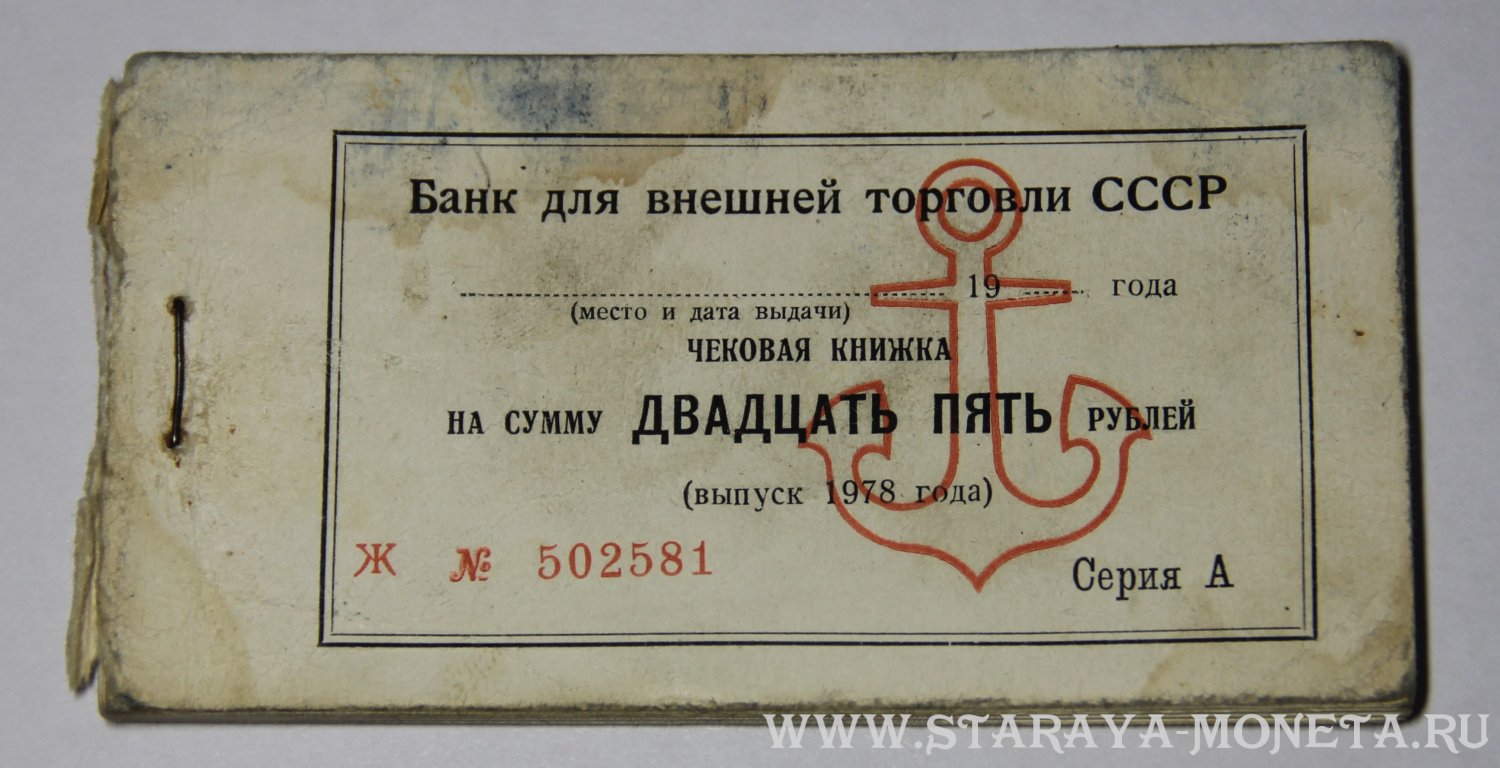 Банк для внешней торговли СССР
19 года
(место и дата выдачи)
ЧЕКОВАЯ КНИЖКА
НА СУММУ ДВАДЦАТЬ ПЯТЬ РУБЛЕЙ
(выпуск 1978 года)
Ж № 502581
Серия А
WWW.STARAYA-MONETA.RU